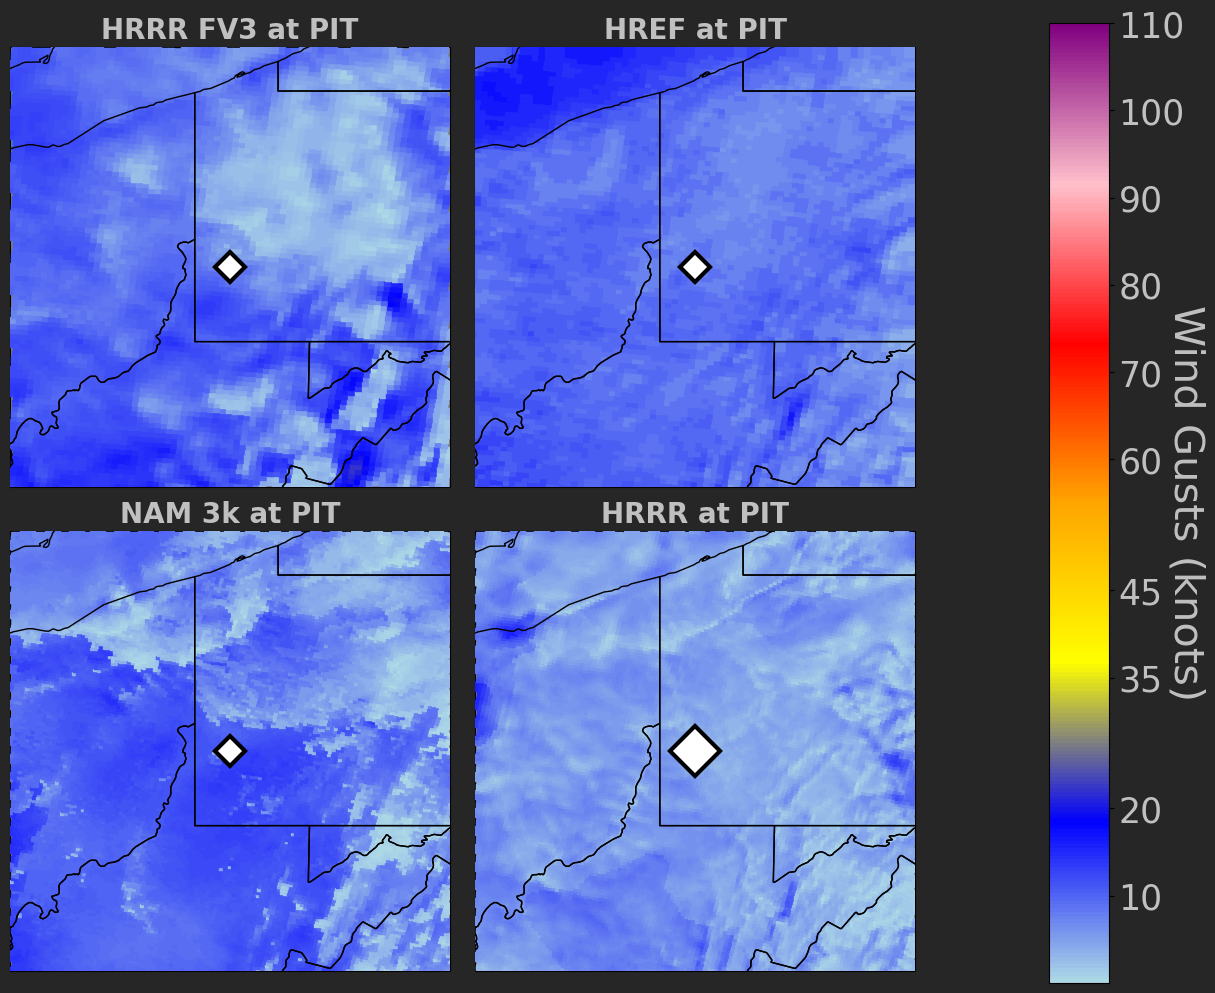 HRRR FV3 at PIT
HREF at PIT
NAM 3k at PIT
HRRR at PIT
110
100
90
80
70
60
45
35
20
10
Wind Gusts (knots)